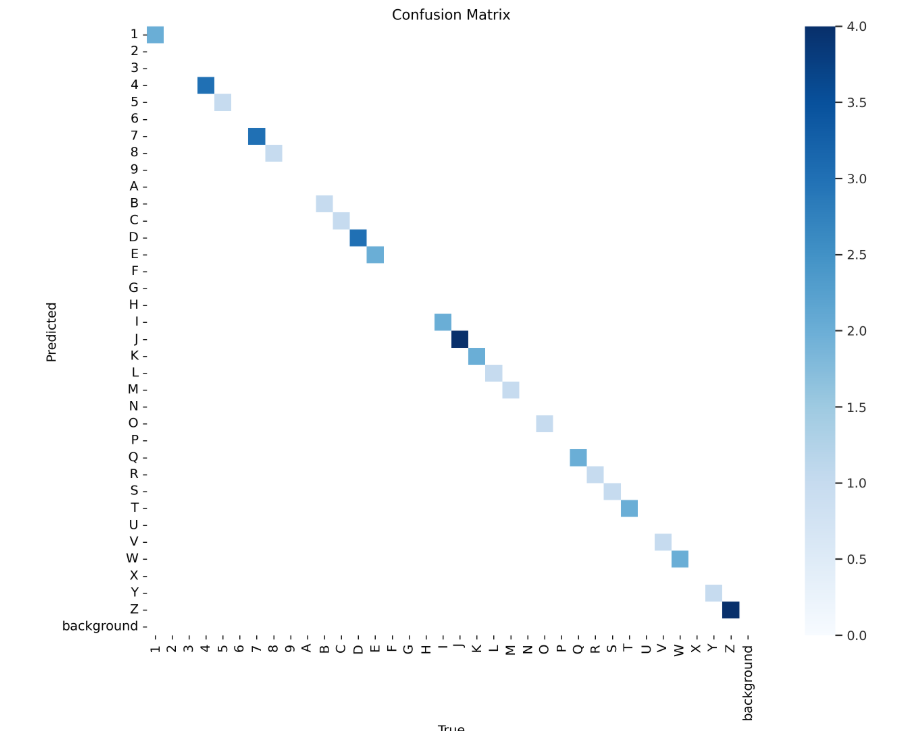 Confusion Matrix
1
2
3
4
5
6
7
8
9
A
B
C
D
E
F
G
H
I
J
K
L
M
N
O
P
Q
R
S
T
U
V
W
X
Y
Z
background
Predicted
1 2 3 4 5 6 7 8 9 A B C D E F G H I J K L M N O P Q R S T U V W X Y Z background
True
4.0
3.5
3.0
2.5
2.0
1.5
1.0
0.5
0.0